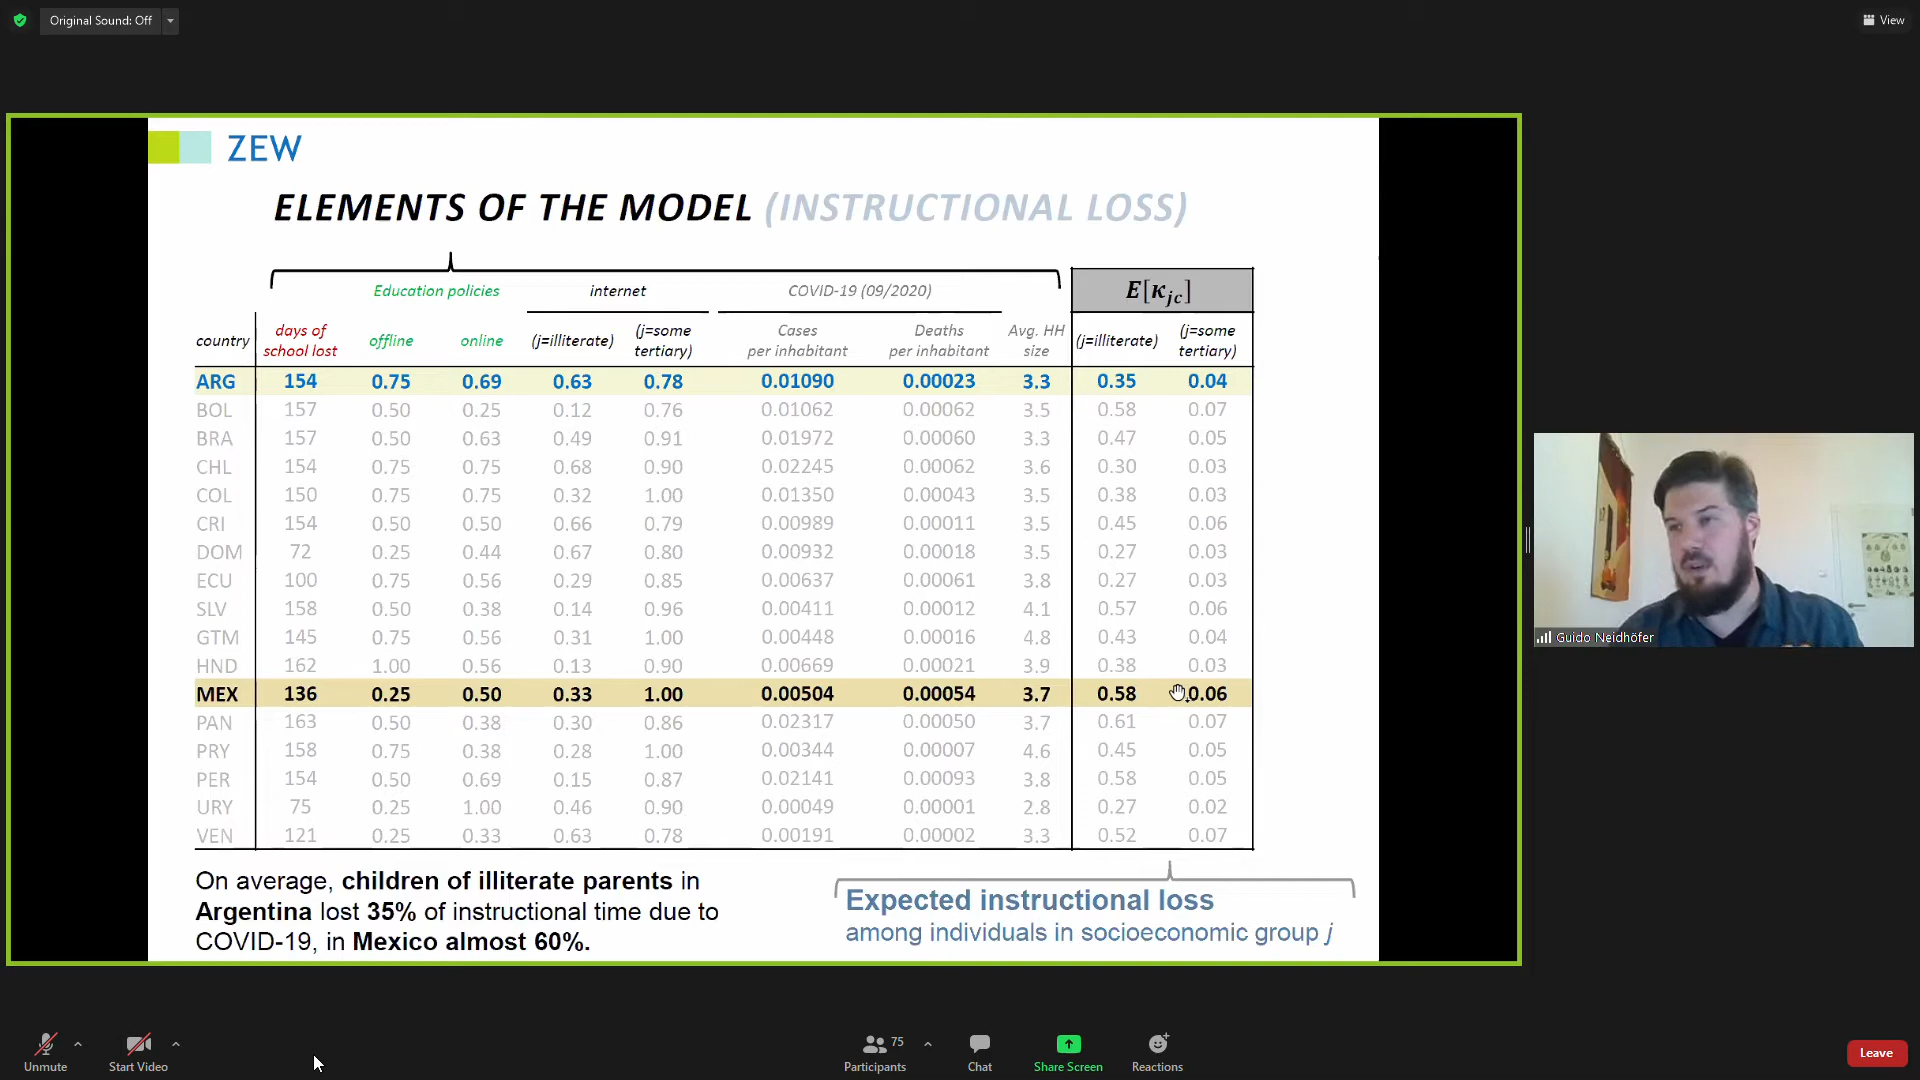 Original Sound: Off
View
ZEW
ELEMENTS OF THE MODEL (INSTRUCTIONAL LOSS)
Education policies internet COVID-19 (09/2020) E[κjc]
country days of school lost offline online (j=illiterate) (j=some tertiary) Cases per inhabitant Deaths per inhabitant Avg. HH size (j=illiterate) (j=some tertiary)
ARG 154 0.75 0.69 0.63 0.78 0.01090 0.00023 3.3 0.35 0.04
BOL 157 0.50 0.25 0.12 0.76 0.01062 0.00062 3.5 0.58 0.07
BRA 157 0.50 0.63 0.49 0.91 0.01972 0.00060 3.3 0.47 0.05
CHL 154 0.75 0.75 0.68 0.90 0.02245 0.00062 3.6 0.30 0.03
COL 150 0.75 0.75 0.32 1.00 0.01350 0.00043 3.5 0.38 0.03
CRI 154 0.50 0.50 0.66 0.79 0.00989 0.00011 3.5 0.45 0.06
DOM 72 0.25 0.44 0.67 0.80 0.00932 0.00018 3.5 0.27 0.03
ECU 100 0.75 0.56 0.29 0.85 0.00637 0.00061 3.8 0.27 0.03
SLV 158 0.50 0.38 0.14 0.96 0.00411 0.00012 4.1 0.57 0.06
GTM 145 0.75 0.56 0.31 1.00 0.00448 0.00016 4.8 0.43 0.04
HND 162 1.00 0.56 0.13 0.90 0.00669 0.00021 3.9 0.38 0.03
MEX 136 0.25 0.50 0.33 1.00 0.00504 0.00054 3.7 0.58 0.06
PAN 163 0.50 0.38 0.30 0.86 0.02317 0.00050 3.7 0.61 0.07
PRY 158 0.75 0.38 0.28 1.00 0.00344 0.00007 4.6 0.45 0.05
PER 154 0.50 0.69 0.15 0.87 0.02141 0.00093 3.8 0.58 0.05
URY 75 0.25 1.00 0.46 0.90 0.00049 0.00001 2.8 0.27 0.02
VEN 121 0.25 0.33 0.63 0.78 0.00191 0.00002 3.3 0.52 0.07
On average, children of illiterate parents in
Argentina lost 35% of instructional time due to
COVID-19, in Mexico almost 60%.
Expected instructional loss
among individuals in socioeconomic group j
Guido Neidhöfer
Unmute
Start Video
75
Participants
Chat
Share Screen
Reactions
Leave